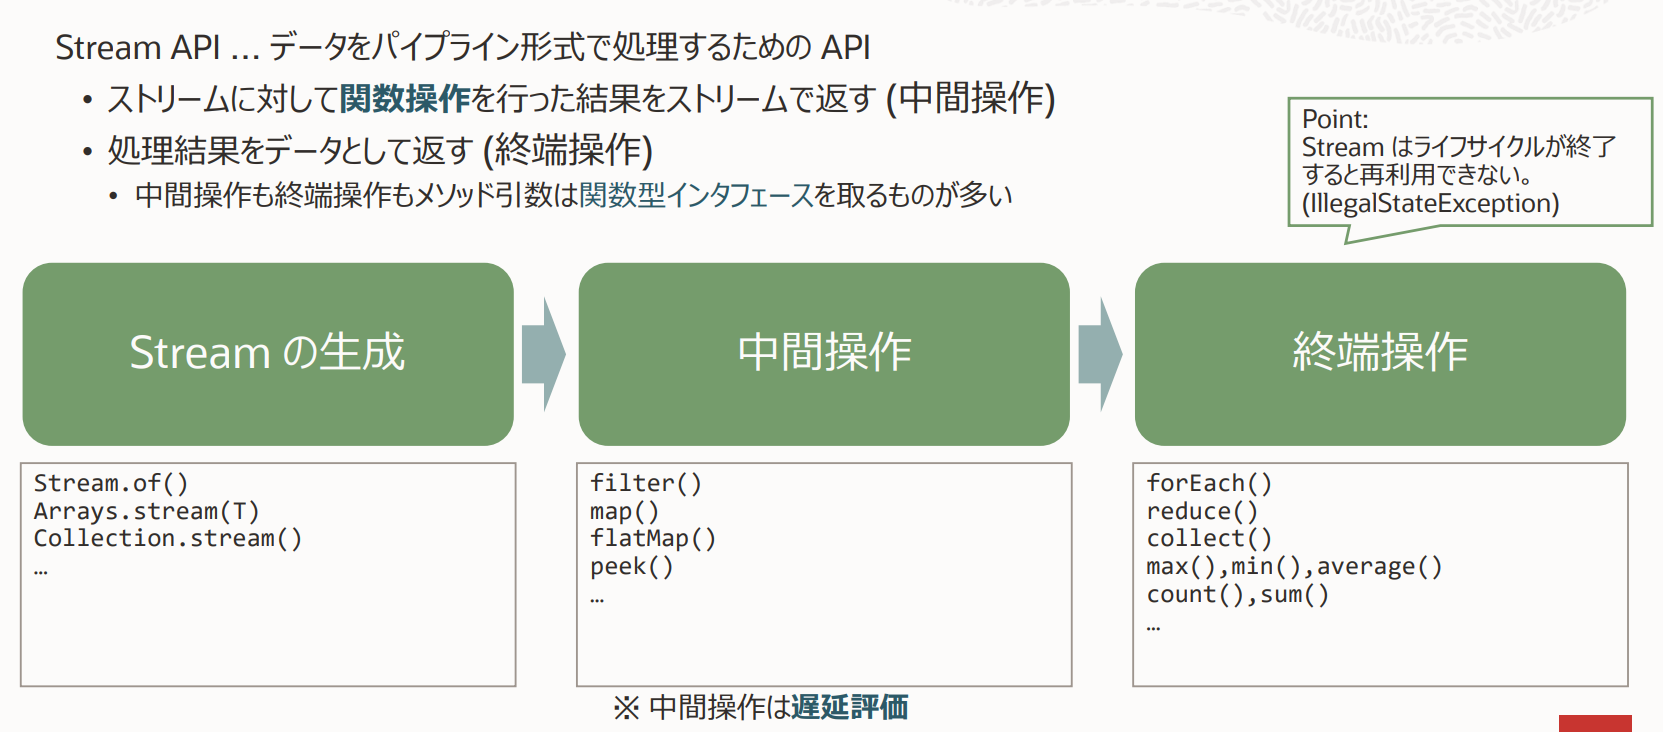 Stream API ... データをパイプライン形式で処理するための API
• ストリームに対して関数操作を行った結果をストリームで返す (中間操作)
• 処理結果をデータとして返す (終端操作)
• 中間操作も終端操作もメソッド引数は関数型インタフェースを取るものが多い
Point:
Stream はライフサイクルが終了
すると再利用できない。
(IllegalStateException)
Stream の生成
中間操作
終端操作
Stream.of()
Arrays.stream(T)
Collection.stream()
…
filter()
map()
flatMap()
peek()
…
forEach()
reduce()
collect()
max(),min(),average()
count(),sum()
…
※ 中間操作は遅延評価